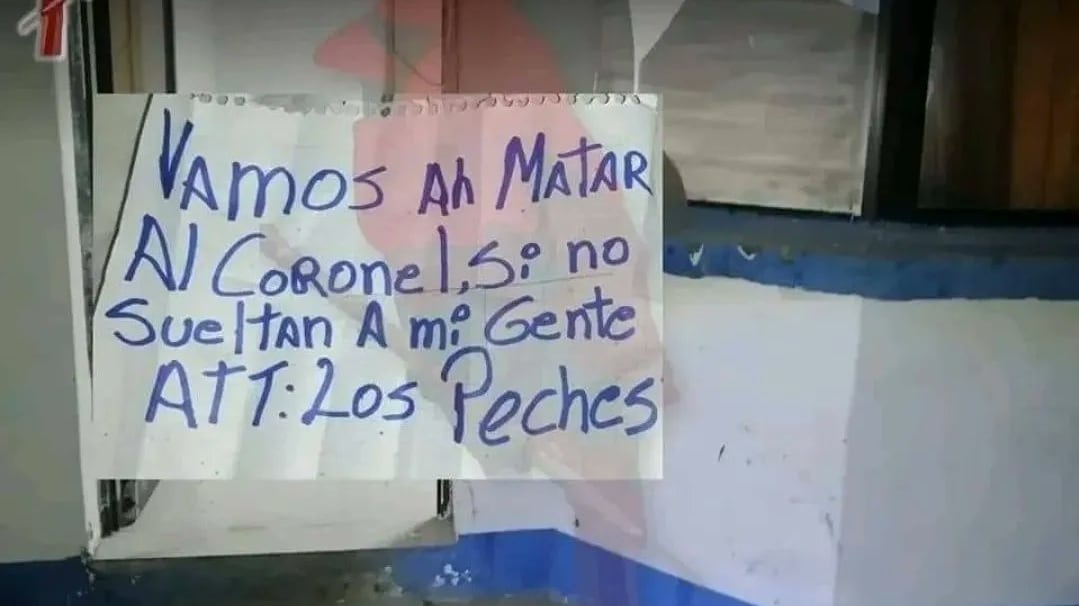 VAMOS Ah MATAR
Al CORONel, Si no
SueltAN A mi Gente
ATT: Los Peches